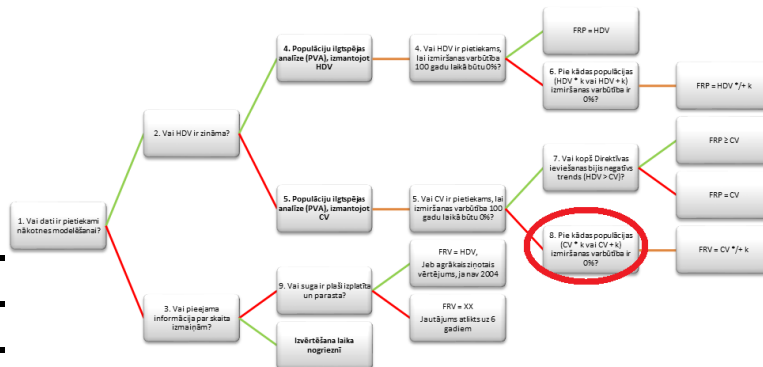 4. Populāciju ilgtspējas
analīze (PVA), izmantojot
HDV
4. Vai HDV ir pietiekams,
lai izmiršanas varbūtība
100 gadu laikā būtu 0%?
FRP = HDV
6. Pie kādas populācijas
(HDV * k vai HDV + k)
izmiršanas varbūtība ir
0%?
FRP = HDV */+ k
2. Vai HDV ir zināma?
7. Vai kopš Direktīvas
ieviešanas bijis negatīvs
trends (HDV > CV)?
FRP ≥ CV
FRP = CV
5. Populāciju ilgtspējas
analīze (PVA), izmantojot
CV
5. Vai CV ir pietiekams, lai
izmiršanas varbūtība 100
gadu laikā būtu 0%?
1. Vai dati ir pietiekami
nākotnes modelēšanai?
8. Pie kādas populācijas
(CV * k vai CV + k)
izmiršanas varbūtība ir
0%?
FRV = CV */+ k
FRV = HDV,
Jeb agrākais ziņotais
vērtējums, ja nav 2004
9. Vai suga ir plaši izplatīta
un parasta?
3. Vai pieejama
informācija par skaita
izmaiņām?
FRV = XX
Jautājums atlikts uz 6
gadiem
Izvērtēšana laika
nogrieznī